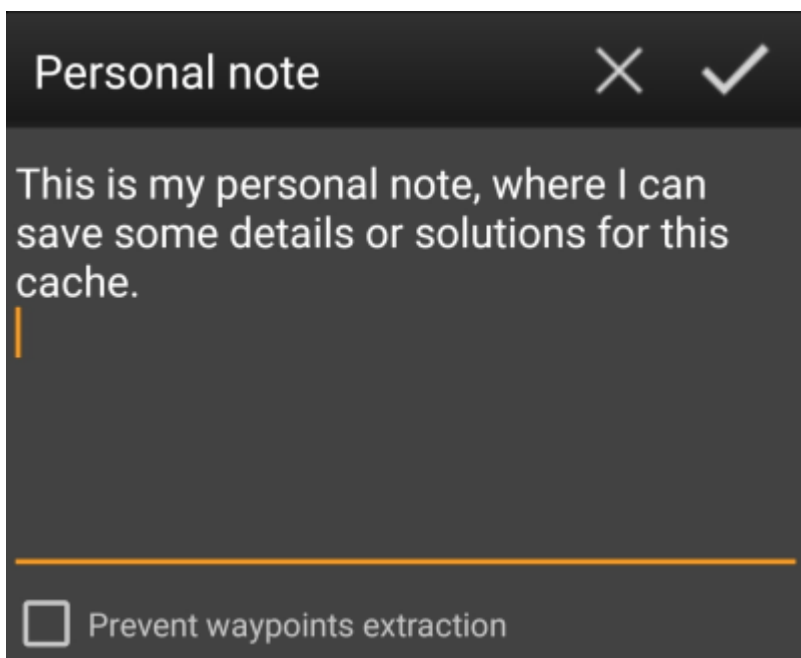 Personal note
This is my personal note, where I can
save some details or solutions for this
cache.
Prevent waypoints extraction